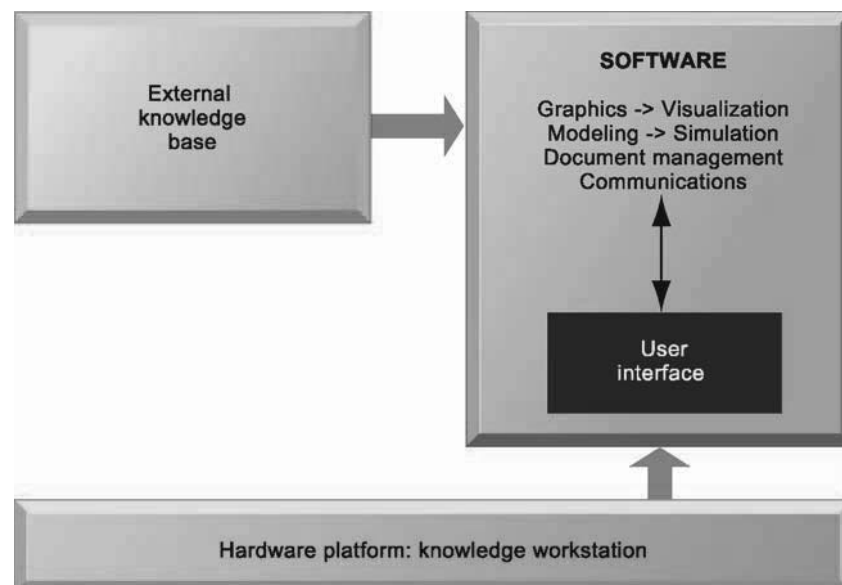 External
knowledge
base
SOFTWARE
Graphics -> Visualization
Modeling -> Simulation
Document management
Communications
User
interface
Hardware platform: knowledge workstation